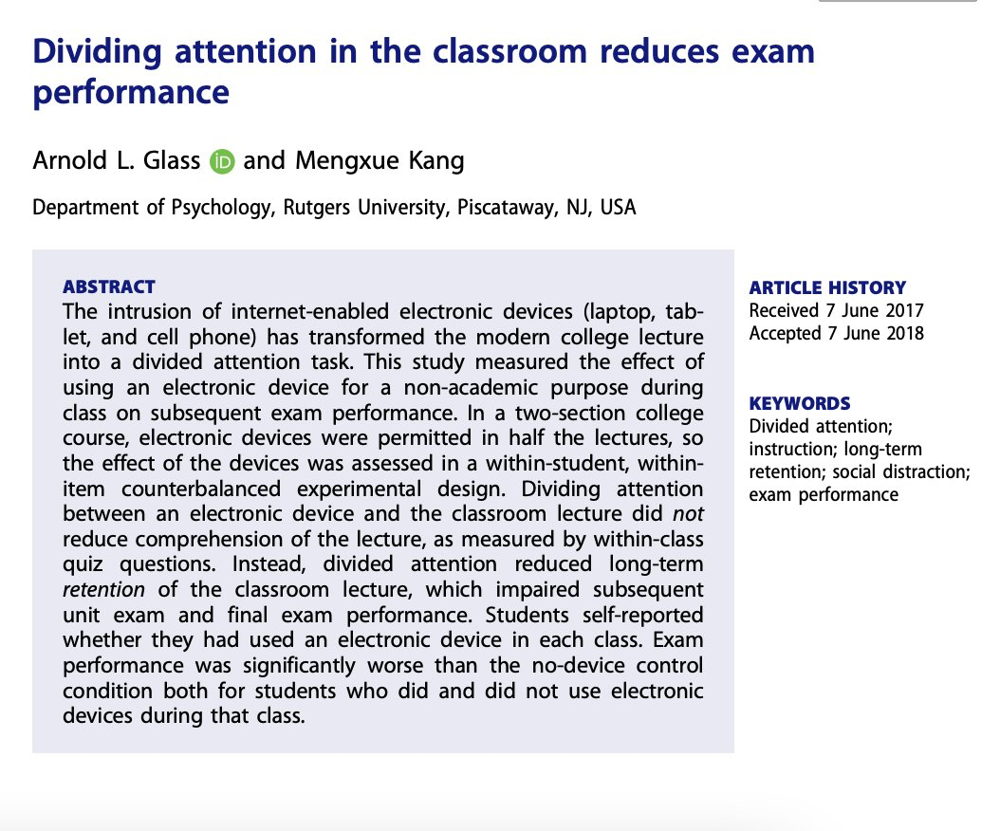 Dividing attention in the classroom reduces exam
performance
Arnold L. Glass iD and Mengxue Kang
Department of Psychology, Rutgers University, Piscataway, NJ, USA
ABSTRACT
The intrusion of internet-enabled electronic devices (laptop, tab-
let, and cell phone) has transformed the modern college lecture
into a divided attention task. This study measured the effect of
using an electronic device for a non-academic purpose during
class on subsequent exam performance. In a two-section college
course, electronic devices were permitted in half the lectures, so
the effect of the devices was assessed in a within-student, within-
item counterbalanced experimental design. Dividing attention
between an electronic device and the classroom lecture did not
reduce comprehension of the lecture, as measured by within-class
quiz questions. Instead, divided attention reduced long-term
retention of the classroom lecture, which impaired subsequent
unit exam and final exam performance. Students self-reported
whether they had used an electronic device in each class. Exam
performance was significantly worse than the no-device control
condition both for students who did and did not use electronic
devices during that class.
ARTICLE HISTORY
Received 7 June 2017
Accepted 7 June 2018
KEYWORDS
Divided attention;
instruction; long-term
retention; social distraction;
exam performance